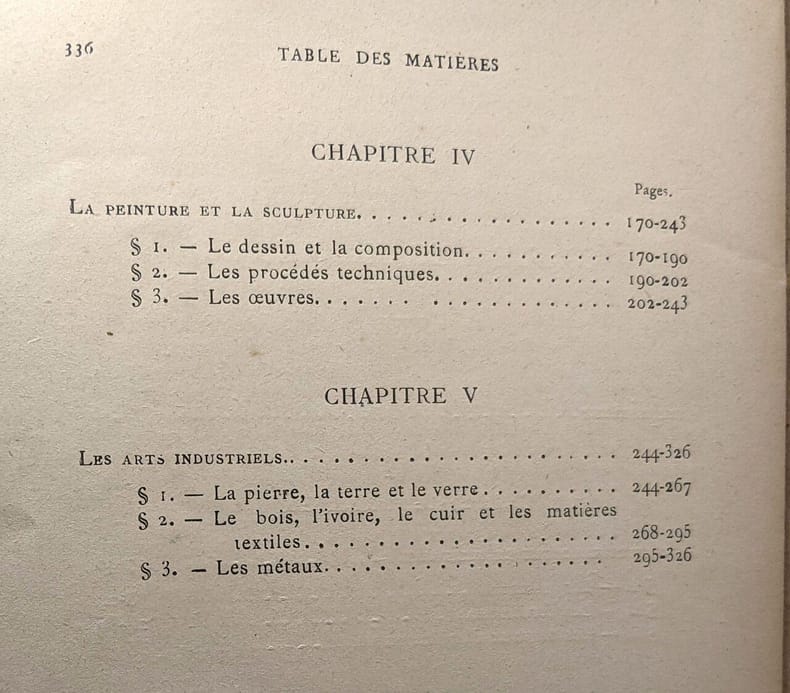 336 TABLE DES MATIÈRES
CHAPITRE IV
Pages.
LA PEINTURE ET LA SCULPTURE. . . . . . . . . . . . . . . . . . 170-243
§ 1. — Le dessin et la composition. . . . . . . . . . . . 170-190
§ 2. — Les procédés techniques. . . . . . . . . . . . . . 190-202
§ 3. — Les œuvres. . . . . . . . . . . . . . . . . . . . 202-243
CHAPITRE V
LES ARTS INDUSTRIELS. . . . . . . . . . . . . . . . . . . . . . . 244-326
§ 1. — La pierre, la terre et le verre. . . . . . . . . . 244-267
§ 2. — Le bois, l'ivoire, le cuir et les matières
textiles. . . . . . . . . . . . . . . . . . . . . . 268-295
§ 3. — Les métaux. . . . . . . . . . . . . . . . . . . . . 295-326